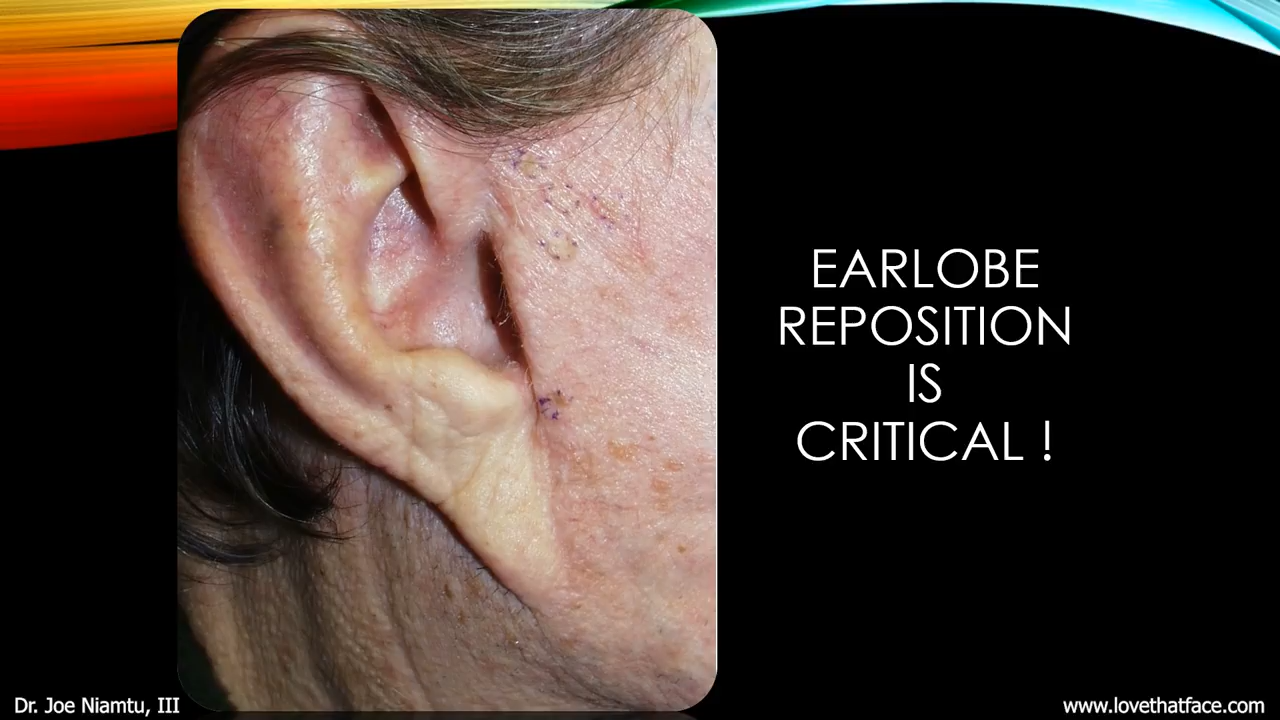 EARLOBE
REPOSITION
IS
CRITICAL !
Dr. Joe Niamtu, III
www.lovethatface.com